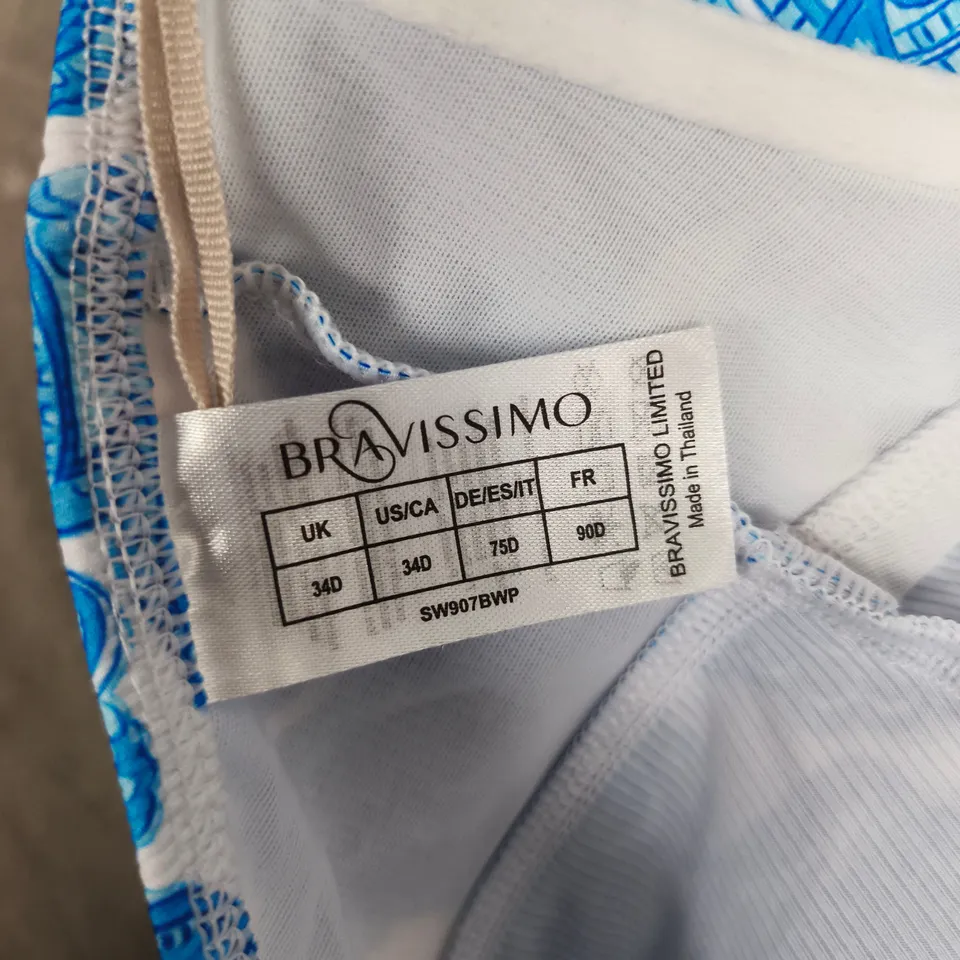 BRAVISSIMO
UK US/CA DE/ES/IT FR
34D 34D 75D 90D
SW907BWP
BRAVISSIMO LIMITED
Made in Thailand